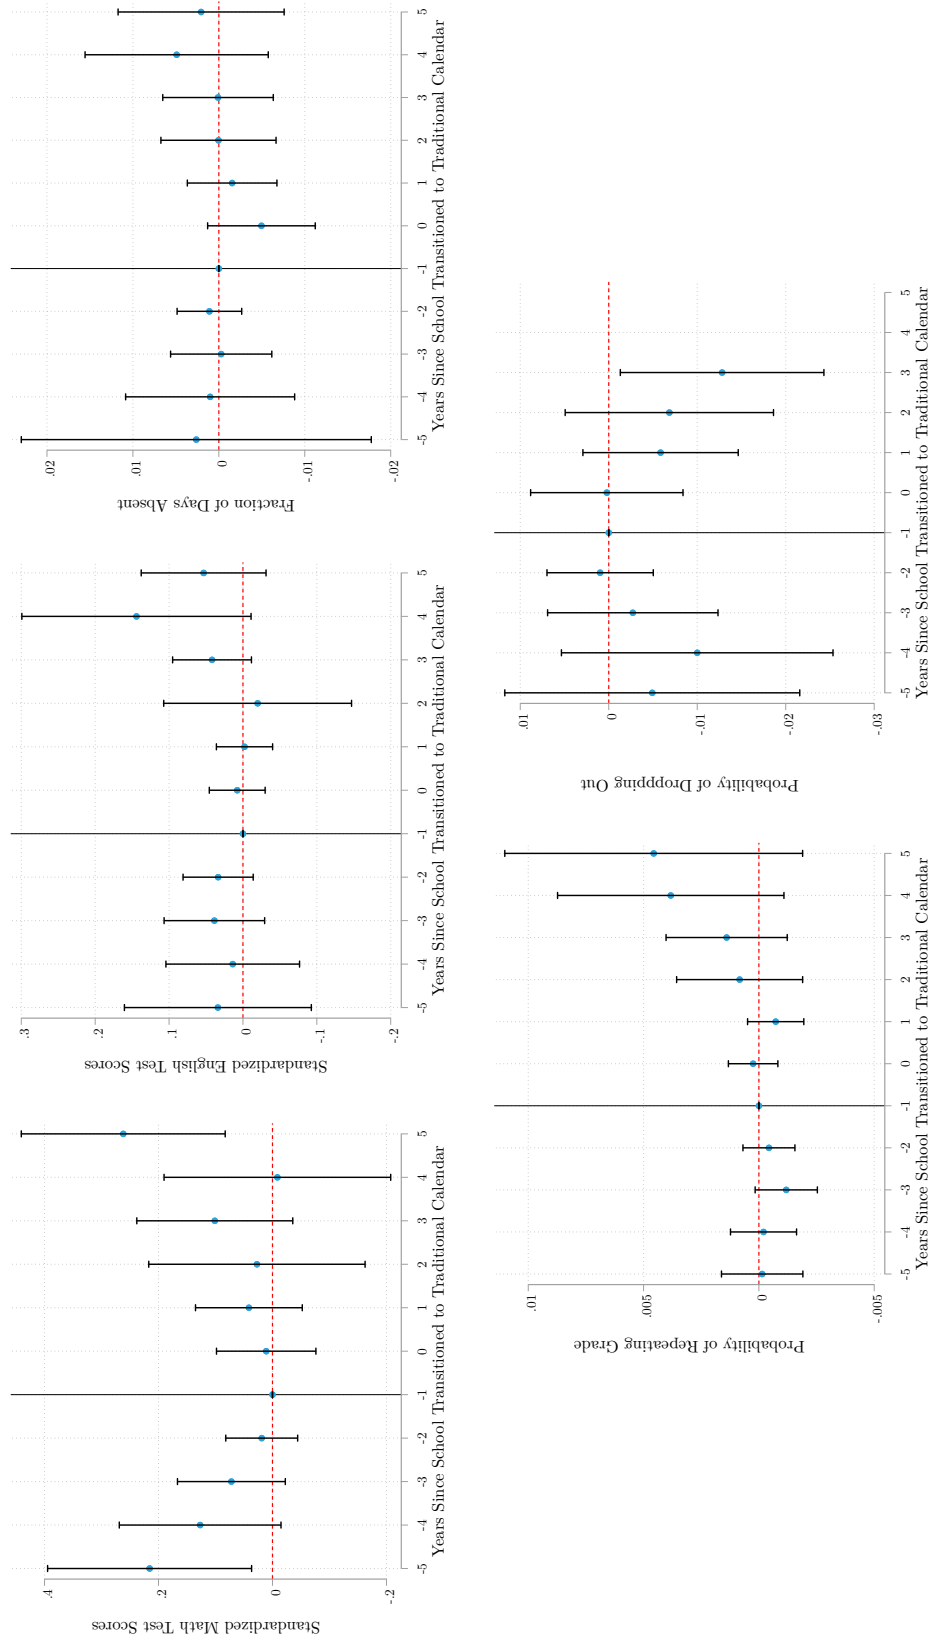 Standardized Math Test Scores
.4
.2
0
-.2
-5 -4 -3 -2 -1 0 1 2 3 4 5
Years Since School Transitioned to Traditional Calendar
Standardized English Test Scores
.3
.2
.1
0
-.1
-.2
-5 -4 -3 -2 -1 0 1 2 3 4 5
Years Since School Transitioned to Traditional Calendar
Fraction of Days Absent
.02
.01
0
-.01
-.02
-5 -4 -3 -2 -1 0 1 2 3 4 5
Years Since School Transitioned to Traditional Calendar
Probability of Repeating Grade
.01
.005
0
-.005
-5 -4 -3 -2 -1 0 1 2 3 4 5
Years Since School Transitioned to Traditional Calendar
Probability of Droppping Out
.01
0
-.01
-.02
-.03
-5 -4 -3 -2 -1 0 1 2 3 4 5
Years Since School Transitioned to Traditional Calendar